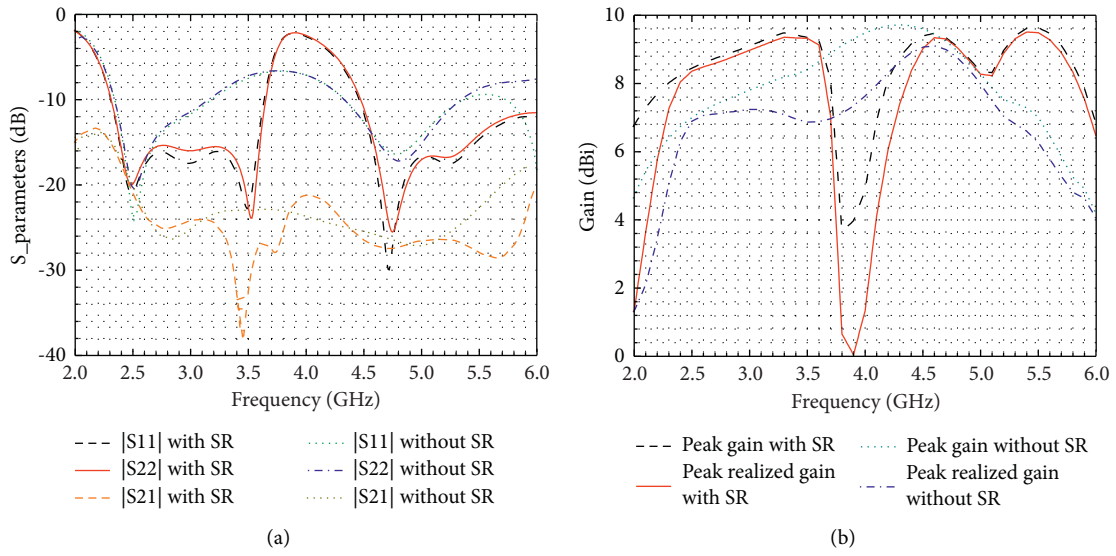 0
-10
-20
-30
-40
S_parameters (dB)
2.0 2.5 3.0 3.5 4.0 4.5 5.0 5.5 6.0
Frequency (GHz)
|S11| with SR
|S22| with SR
|S21| with SR
|S11| without SR
|S22| without SR
|S21| without SR
(a)
10
8
6
4
2
0
Gain (dBi)
2.0 2.5 3.0 3.5 4.0 4.5 5.0 5.5 6.0
Frequency (GHz)
Peak gain with SR
Peak realized gain
with SR
Peak gain without SR
Peak realized gain
without SR
(b)